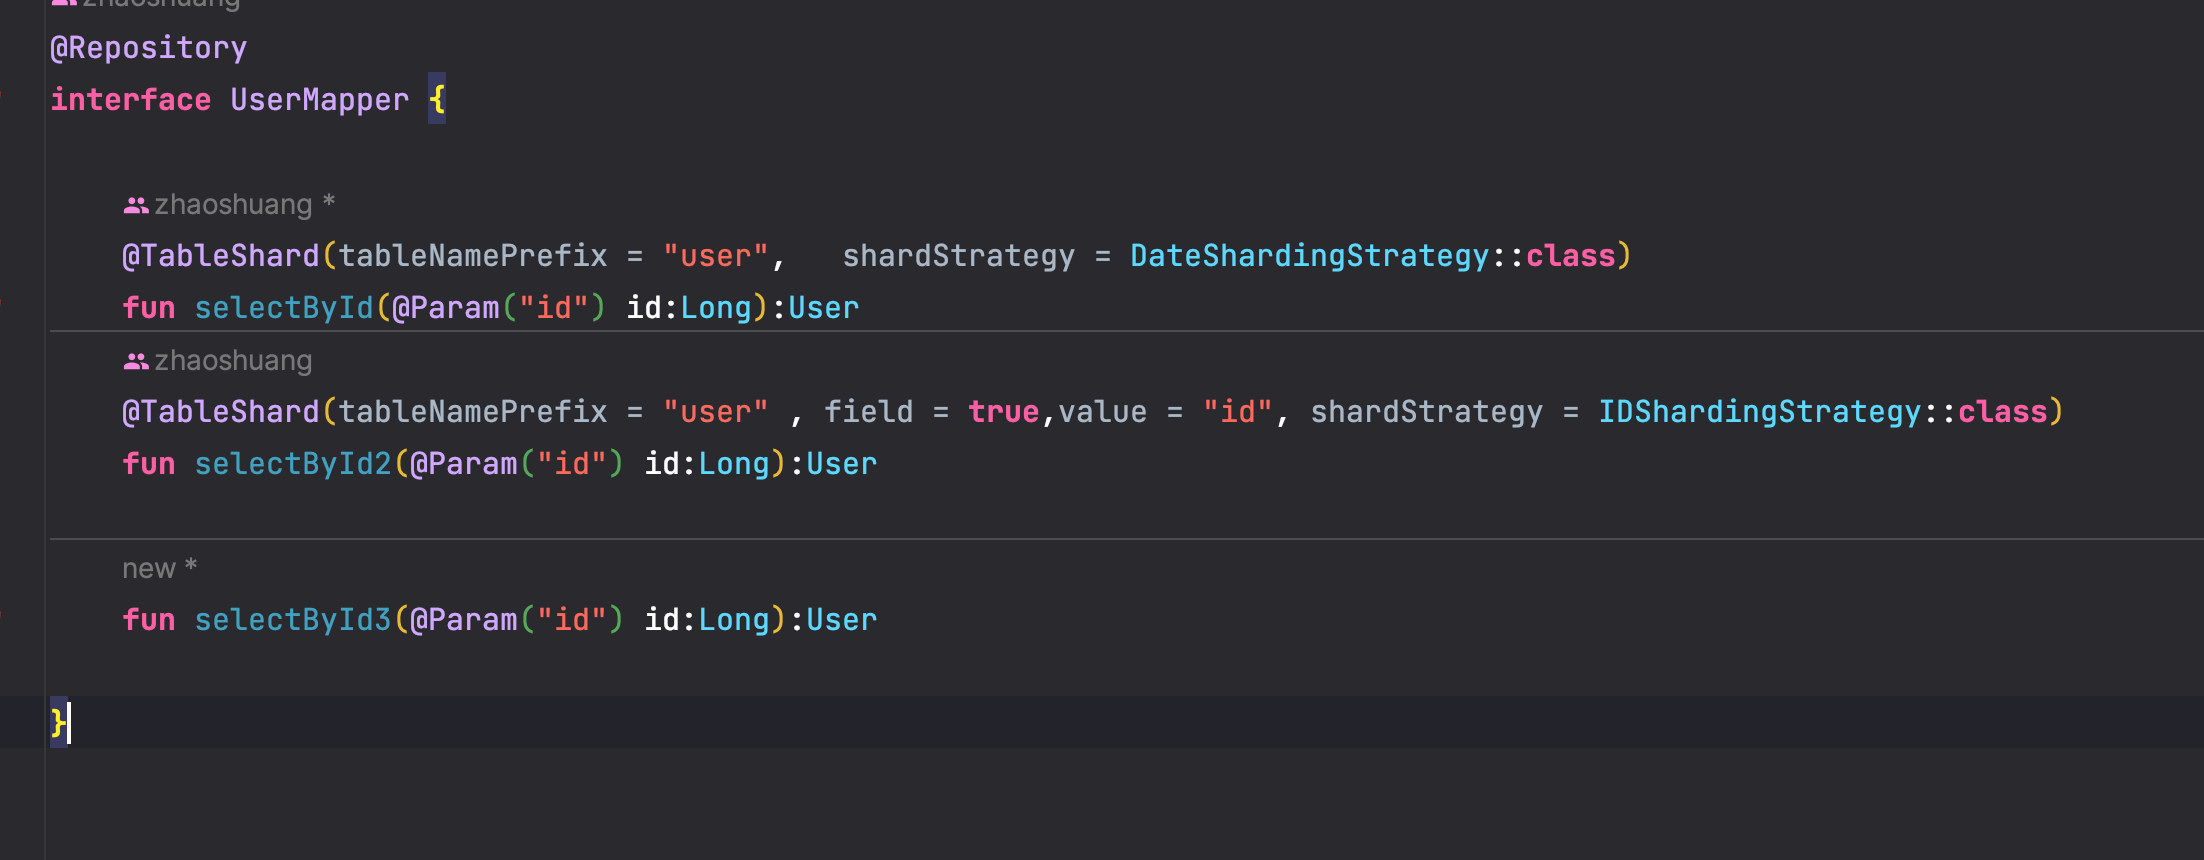 zhaoshuang
@Repository
interface UserMapper {
zhaoshuang *
@TableShard(tableNamePrefix = "user",   shardStrategy = DateShardingStrategy::class)
fun selectById(@Param("id") id:Long):User
zhaoshuang
@TableShard(tableNamePrefix = "user" , field = true,value = "id", shardStrategy = IDShardingStrategy::class)
fun selectById2(@Param("id") id:Long):User
new *
fun selectById3(@Param("id") id:Long):User
}